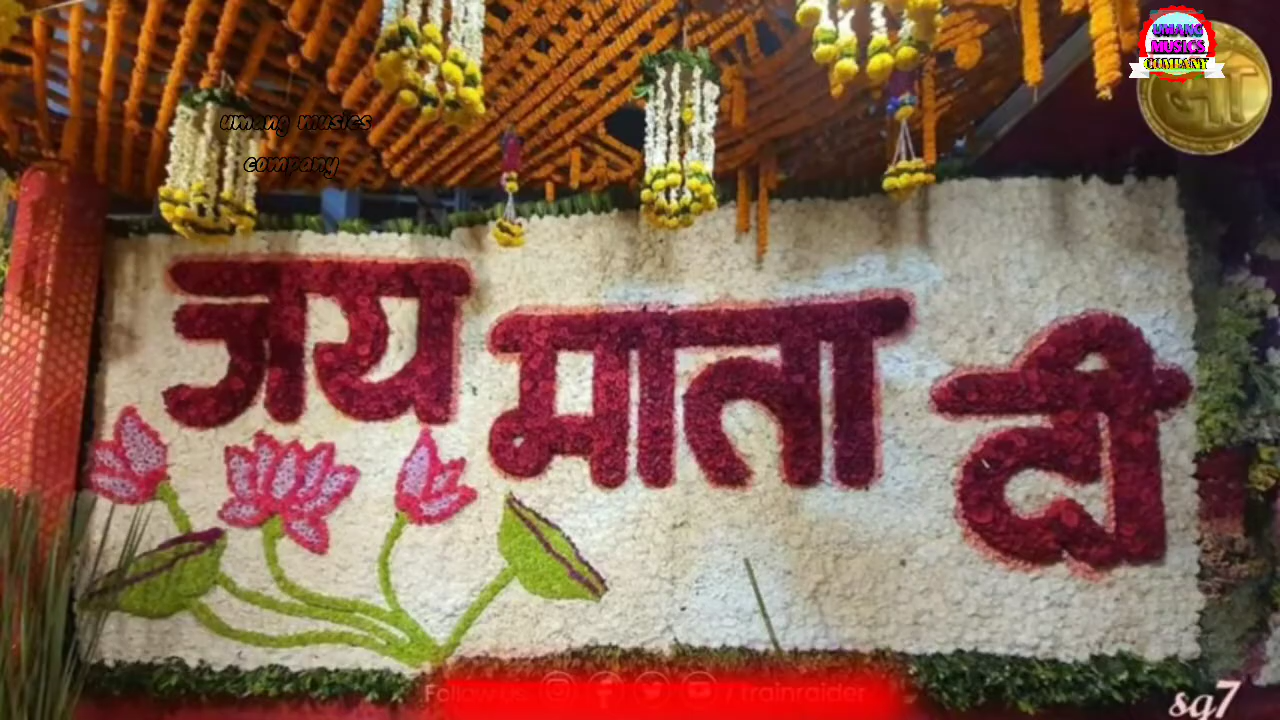 UMANG
MUSICS
COMPANY
माँ
umang musics
company
जय माता दी
Follow us / trainraider
sg7